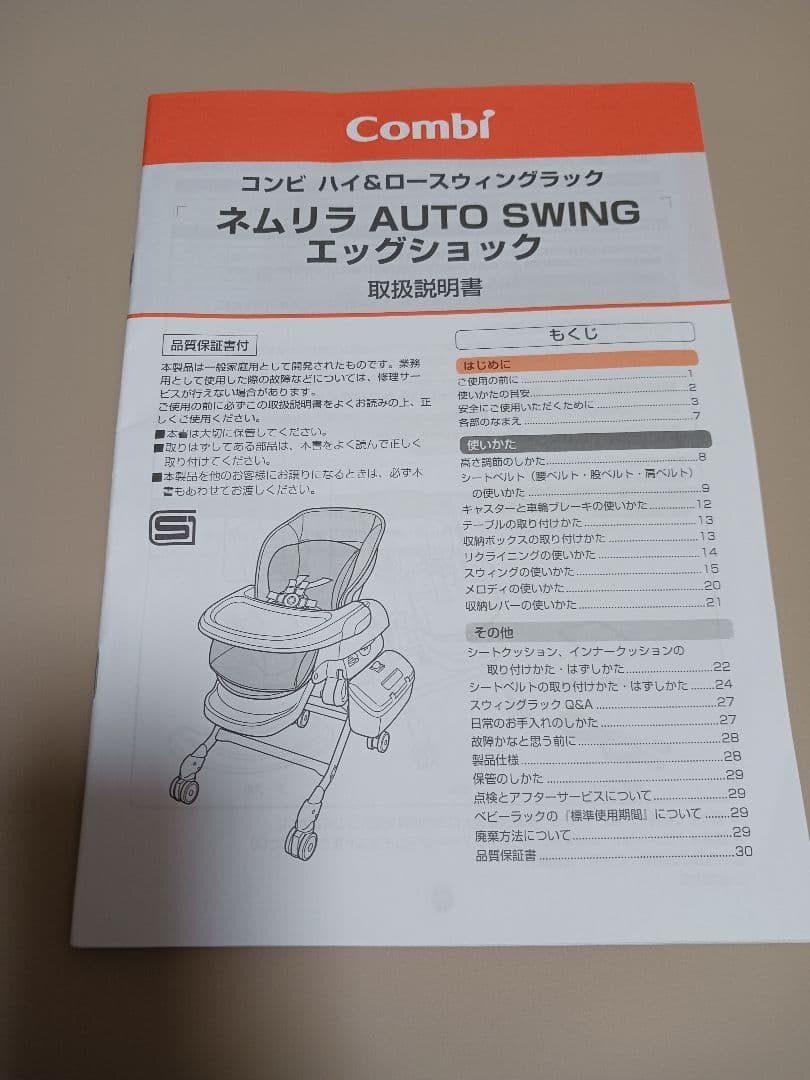 Combi
コンビ ハイ&ロースウィングラック
ネムリラ AUTO SWING
エッグショック
取扱説明書
品質保証書付
本製品は一般家庭用として開発されたものです。業務
用として使用した際の故障などについては、修理サー
ビスが行えない場合があります。
ご使用の前に必ずこの取扱説明書をよくお読みの上、正
しくご使用ください。
■本書は大切に保管してください。
■取りはずしてある部品は、本書をよく読んで正しく
取り付けてください。
■本製品を他のお客様にお譲りになるときは、必ず本
書もあわせてお渡しください。
S
もくじ
はじめに
ご使用の前に 1
使いかたの目安 2
安全にご使用いただくために 3
各部のなまえ 7
使いかた
高さ調節のしかた 8
シートベルト(腰ベルト・股ベルト・肩ベルト)
の使いかた 9
キャスターと車輪ブレーキの使いかた 12
テーブルの取り付けかた 13
収納ボックスの取り付けかた 13
リクライニングの使いかた 14
スウィングの使いかた 15
メロディの使いかた 20
収納レバーの使いかた 21
その他
シートクッション、インナークッションの
取り付けかた・はずしかた 22
シートベルトの取り付けかた・はずしかた 24
スウィングラック Q&A 27
日常のお手入れのしかた 27
故障かなと思う前に 28
製品仕様 28
保管のしかた 29
点検とアフターサービスについて 29
ベビーラックの『標準使用期間』について 29
廃棄方法について 29
品質保証書 30